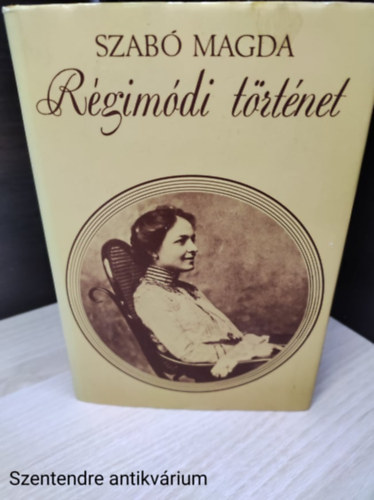 SZABÓ MAGDA
Régimódi történet
Szentendre antikvárium